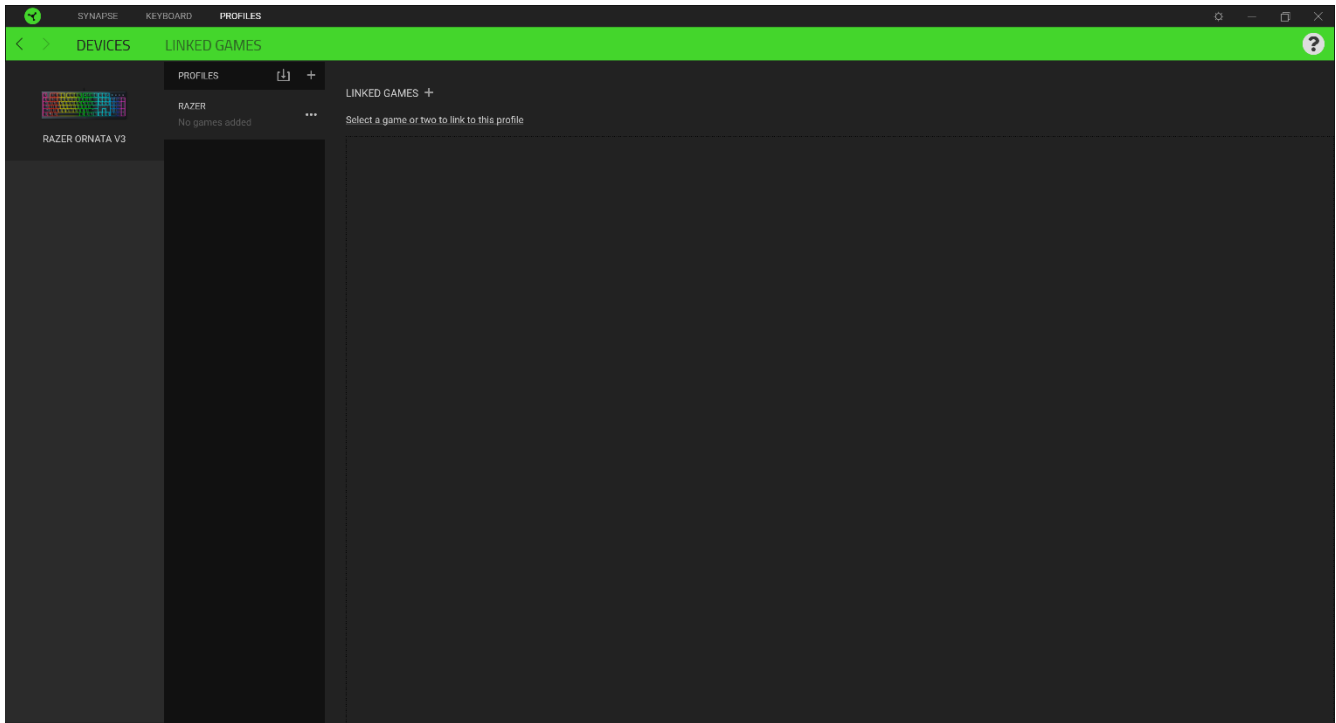 SYNAPSE KEYBOARD PROFILES
DEVICES LINKED GAMES
?
PROFILES
RAZER
No games added
RAZER ORNATA V3
LINKED GAMES +
Select a game or two to link to this profile